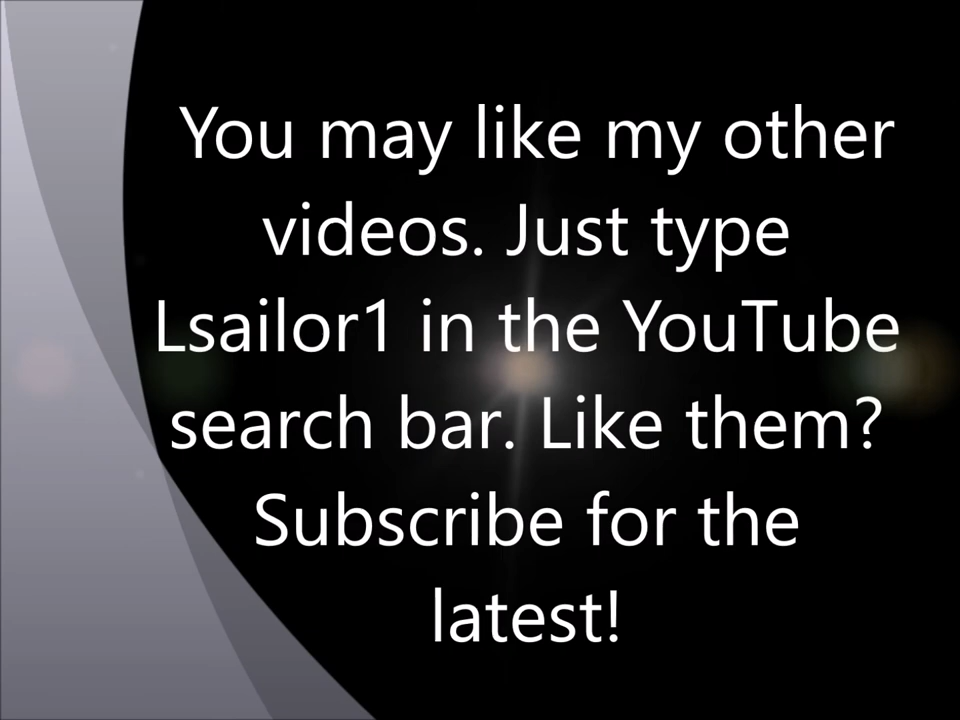 You may like my other
videos. Just type
Lsailor1 in the YouTube
search bar. Like them?
Subscribe for the
latest!